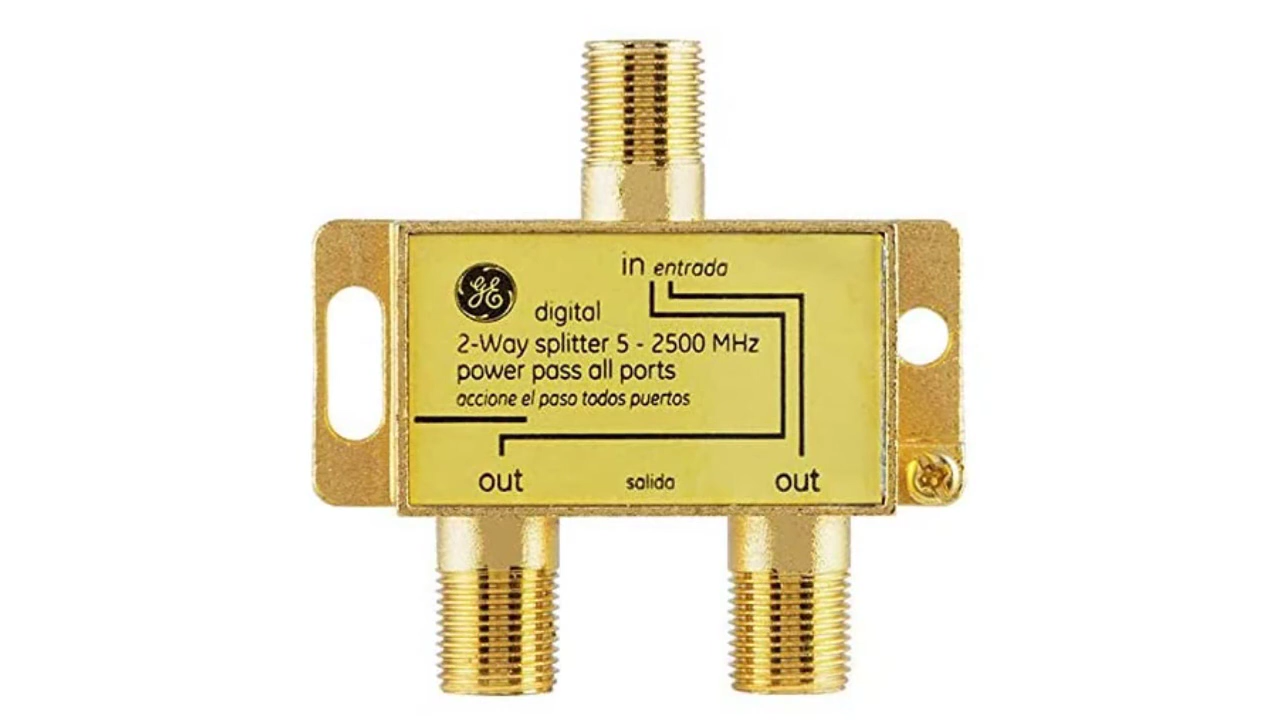 in entrada
GE
digital
2-Way splitter 5 - 2500 MHz
power pass all ports
accione el paso todos puertos
out salida out